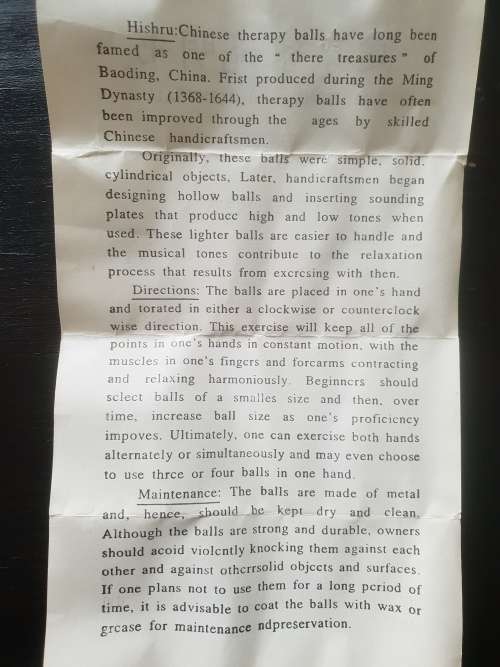 Hishru:Chinese therapy balls have long been
famed as one of the “ there treasures ” of
Baoding, China. Frist produced during the Ming
Dynasty (1368-1644), therapy balls have often
been improved through the ages by skilled
Chinese handicraftsmen.
Originally, these balls were simple, solid.
cylindrical objects, Later, handicraftsmen began
designing hollow balls and inserting sounding
plates that produce high and low tones when
used. These lighter balls are easier to handle and
the musical tones contribute to the relaxation
process that results from excrcsing with then.
Directions: The balls are placed in one's hand
and torated in either a clockwise or counterclock
wise direction. This exercise will keep all of the
points in one's hands in constant motion, with the
muscles in one's fingers and forcarms contracting
and relaxing harmoniously. Beginners should
sclect balls of a smalles size and then, over
time, increase ball size as one's proficiency
impoves. Ultimately, one can exercise both hands
alternately or simultaneously and may even choose
to use thrce or four balls in one hand.
Maintenance: The balls are made of metal
and, hence, should be kept dry and clean.
Although the balls are strong and durable, owners
should acoid violcntly knocking them against each
other and against othcrrsolid objccts and surfaces.
If one plans not to use them for a long pcriod of
time, it is advisable to coat the balls with wax or
grcase for maintenance ndpreservation.